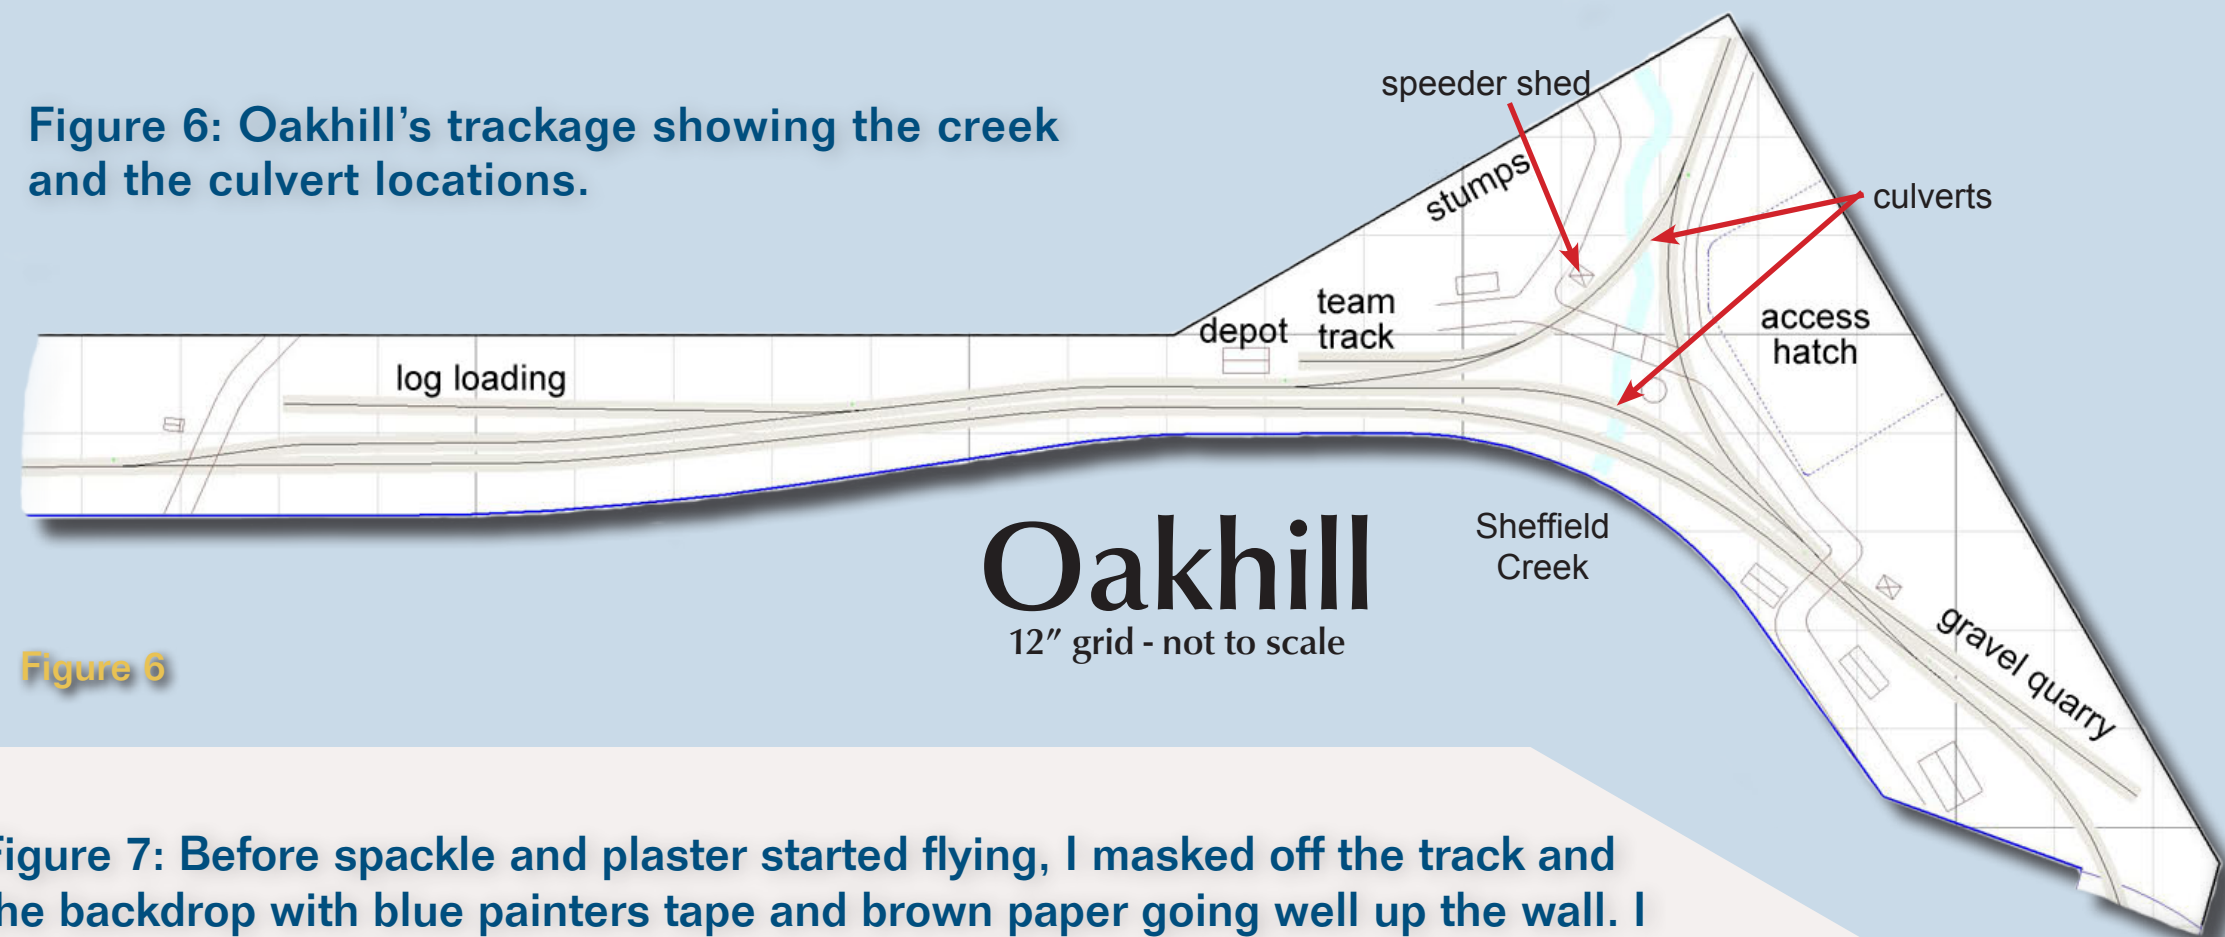 Figure 6: Oakhill’s trackage showing the creek
and the culvert locations.
speeder shed
stumps
culverts
depot
team
track
access
hatch
log loading
Sheffield
Creek
Oakhill
12″ grid - not to scale
gravel quarry
Figure 6
Figure 7: Before spackle and plaster started flying, I masked off the track and
the backdrop with blue painters tape and brown paper going well up the wall. I